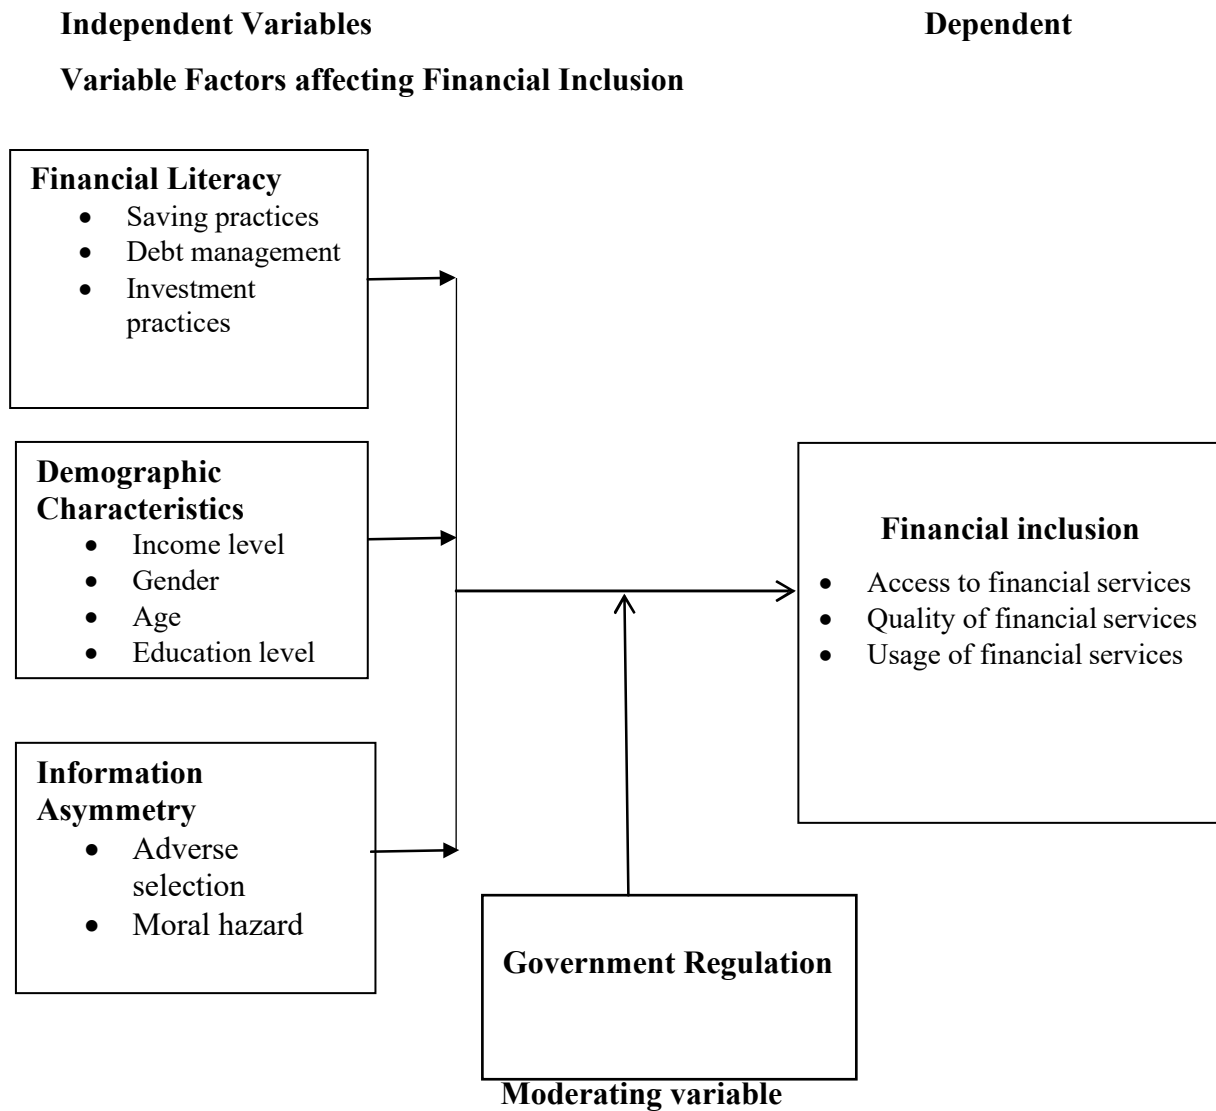 Independent Variables Dependent
Variable Factors affecting Financial Inclusion
Financial Literacy
• Saving practices
• Debt management
• Investment
practices
Demographic
Characteristics
• Income level
• Gender
• Age
• Education level
Financial inclusion
• Access to financial services
• Quality of financial services
• Usage of financial services
Information
Asymmetry
• Adverse
selection
• Moral hazard
Government Regulation
Moderating variable